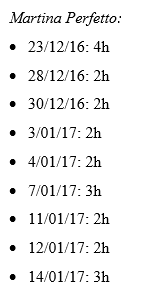 Martina Perfetto:
• 23/12/16: 4h
• 28/12/16: 2h
• 30/12/16: 2h
• 3/01/17: 2h
• 4/01/17: 2h
• 7/01/17: 3h
• 11/01/17: 2h
• 12/01/17: 2h
• 14/01/17: 3h